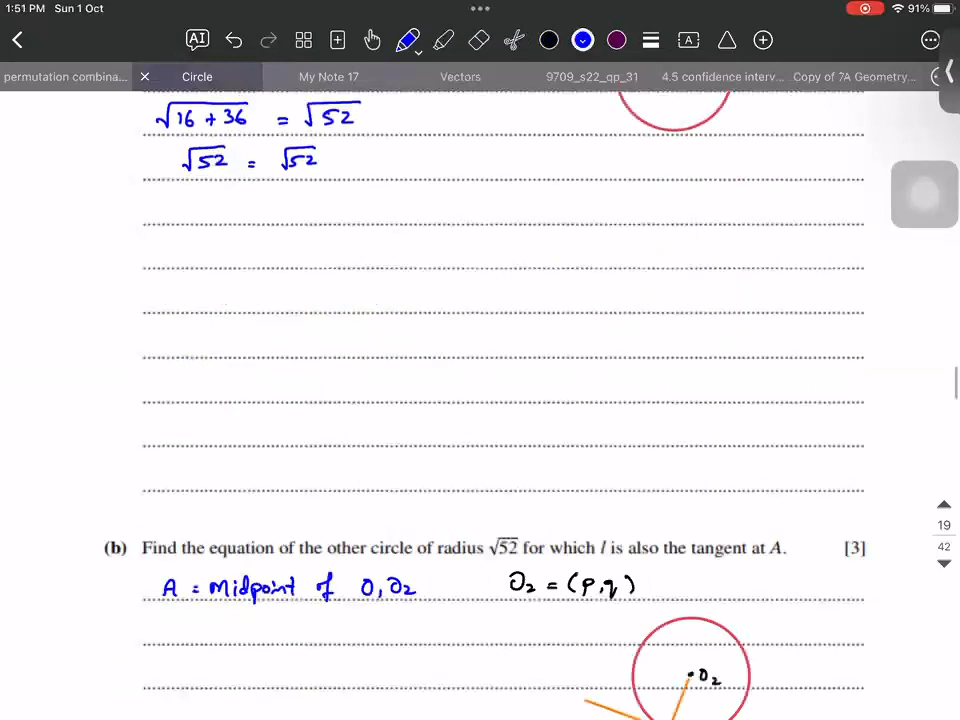 1:51 PM Sun 1 Oct
91%
AI
A
permutation combina...
Circle
My Note 17
Vectors
9709_s22_qp_31
4.5 confidence interv...
Copy of ?A Geometry...
√16 + 36 = √52
√52 = √52
19
42
(b) Find the equation of the other circle of radius √52 for which l is also the tangent at A. [3]
A = Midpoint of O, O₂ O₂ = (p, q)
O₂